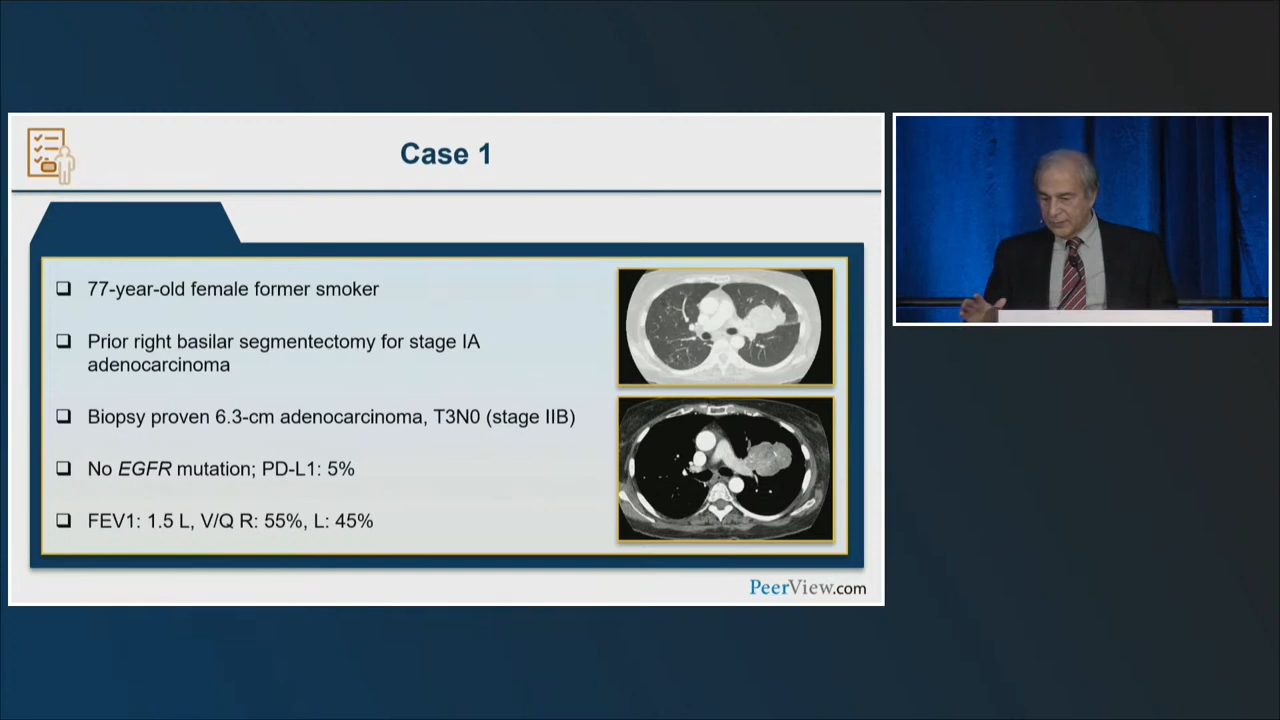 Case 1
77-year-old female former smoker
Prior right basilar segmentectomy for stage IA
adenocarcinoma
Biopsy proven 6.3-cm adenocarcinoma, T3N0 (stage IIB)
No EGFR mutation; PD-L1: 5%
FEV1: 1.5 L, V/Q R: 55%, L: 45%
PeerView.com